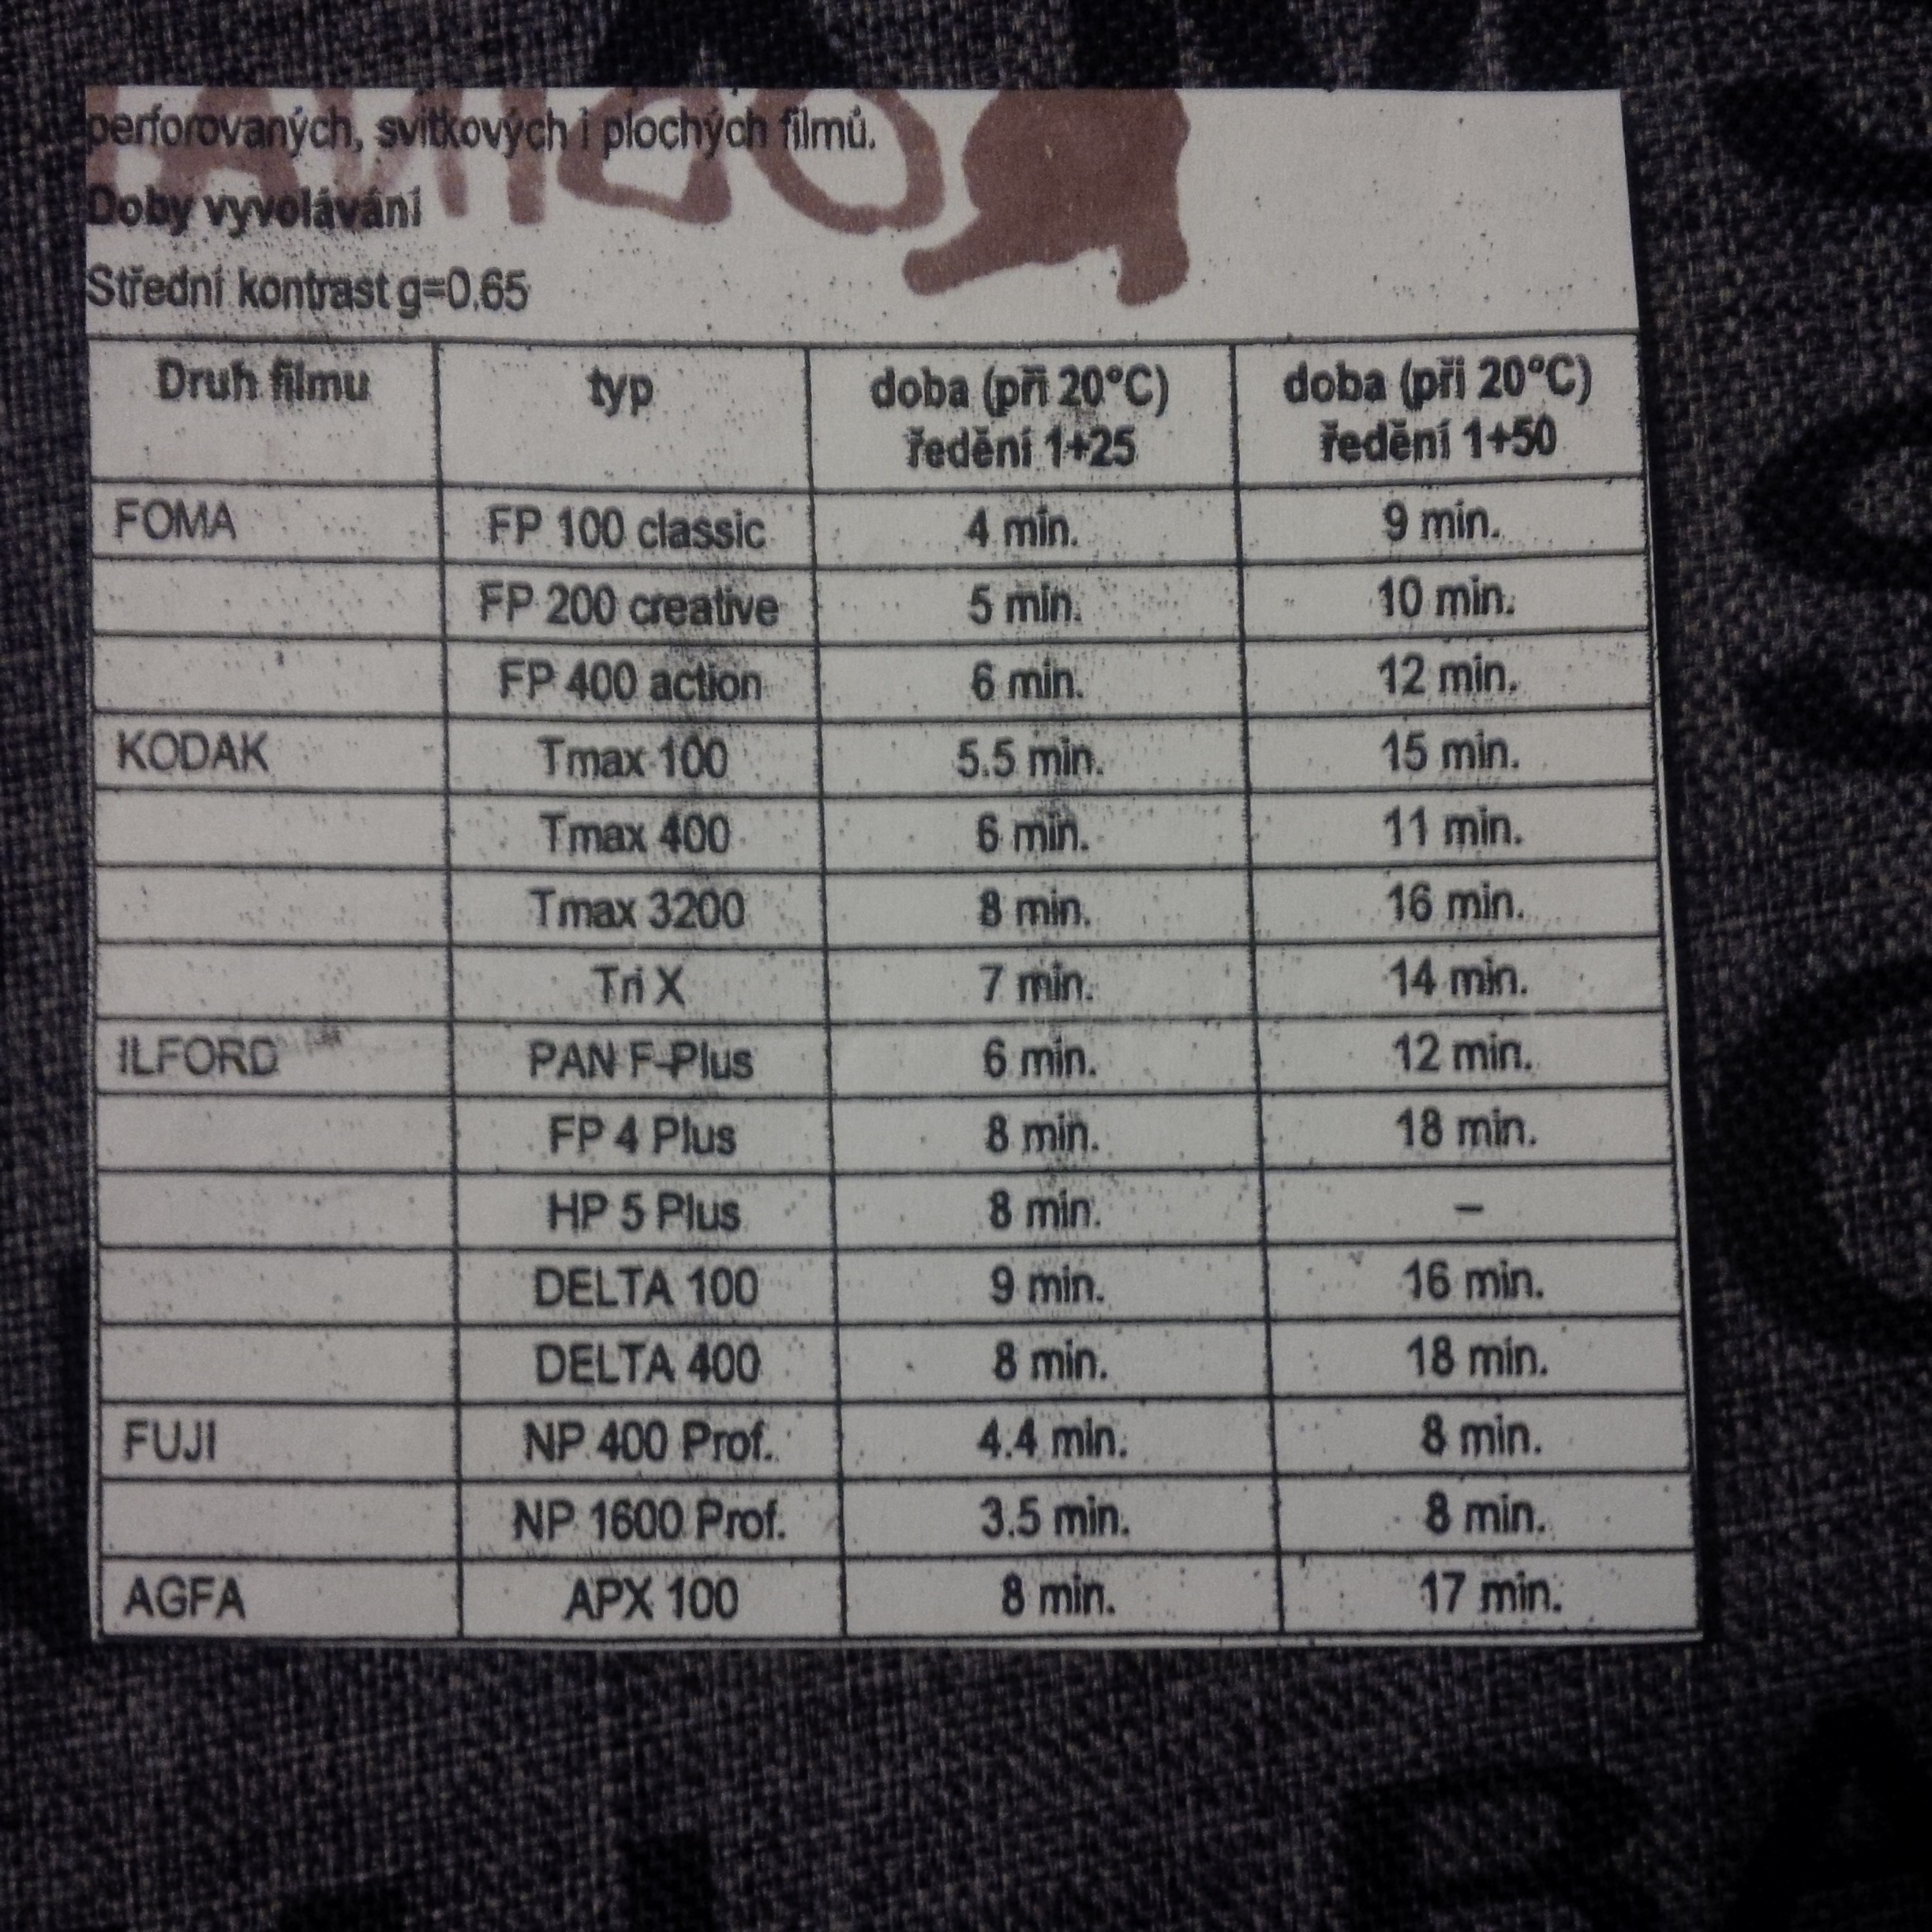 perforovaných, svitkových i plochých filmů.
Doby vyvolávání
Střední kontrast g=0.65
Druh filmu typ doba (při 20°C) ředění 1+25 doba (při 20°C) ředění 1+50
FOMA FP 100 classic 4 min. 9 min.
FP 200 creative 5 min. 10 min.
FP 400 action 6 min. 12 min.
KODAK Tmax 100 5.5 min. 15 min.
Tmax 400 6 min. 11 min.
Tmax 3200 8 min. 16 min.
Tri X 7 min. 14 min.
ILFORD PAN F-Plus 6 min. 12 min.
FP 4 Plus 8 min. 18 min.
HP 5 Plus 8 min. –
DELTA 100 9 min. 16 min.
DELTA 400 8 min. 18 min.
FUJI NP 400 Prof. 4.4 min. 8 min.
NP 1600 Prof. 3.5 min. 8 min.
AGFA APX 100 8 min. 17 min.